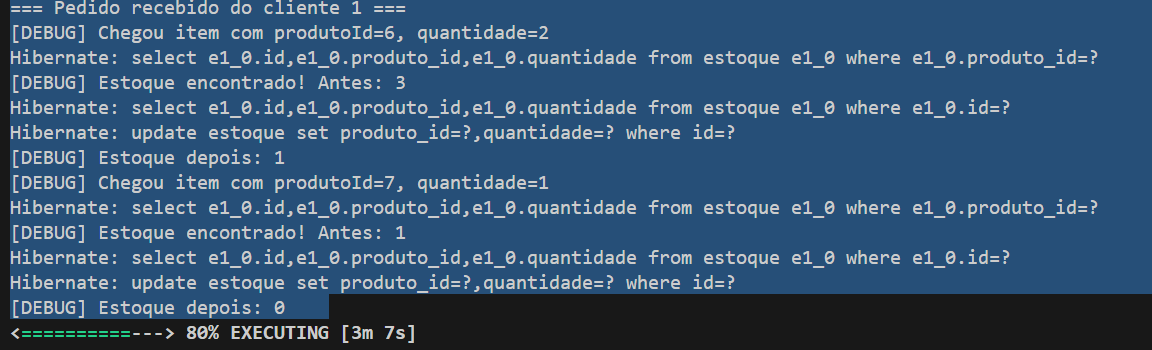 === Pedido recebido do cliente 1 ===
[DEBUG] Chegou item com produtoId=6, quantidade=2
Hibernate: select e1_0.id,e1_0.produto_id,e1_0.quantidade from estoque e1_0 where e1_0.produto_id=?
[DEBUG] Estoque encontrado! Antes: 3
Hibernate: select e1_0.id,e1_0.produto_id,e1_0.quantidade from estoque e1_0 where e1_0.id=?
Hibernate: update estoque set produto_id=?,quantidade=? where id=?
[DEBUG] Estoque depois: 1
[DEBUG] Chegou item com produtoId=7, quantidade=1
Hibernate: select e1_0.id,e1_0.produto_id,e1_0.quantidade from estoque e1_0 where e1_0.produto_id=?
[DEBUG] Estoque encontrado! Antes: 1
Hibernate: select e1_0.id,e1_0.produto_id,e1_0.quantidade from estoque e1_0 where e1_0.id=?
Hibernate: update estoque set produto_id=?,quantidade=? where id=?
[DEBUG] Estoque depois: 0
<==========---> 80% EXECUTING [3m 7s]